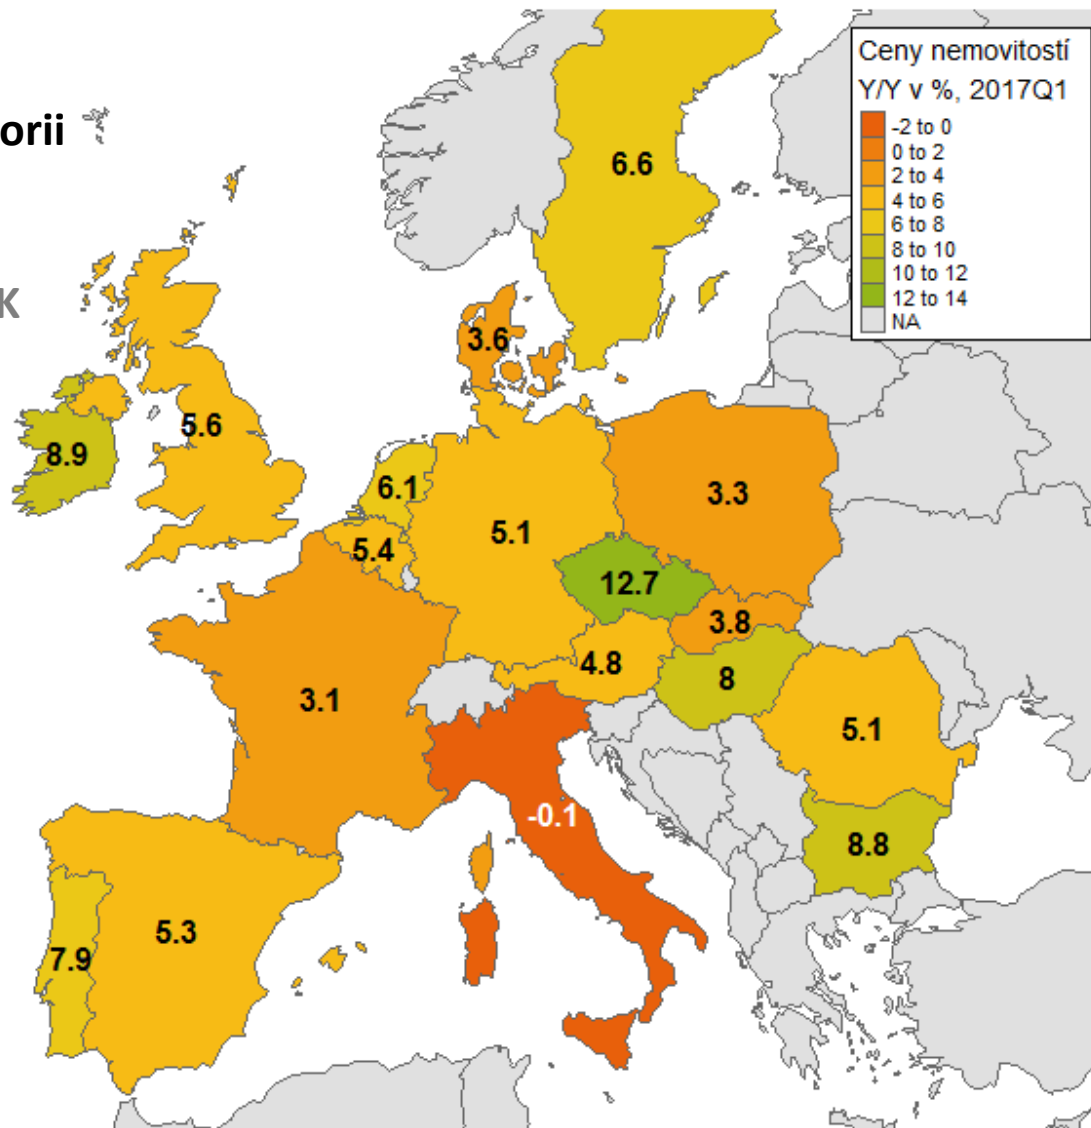 Ceny nemovitostí
Y/Y v %, 2017Q1
-2 to 0
0 to 2
2 to 4
4 to 6
6 to 8
8 to 10
10 to 12
12 to 14
NA
orii
K
6.6
3.6
5.6
8.9
6.1
3.3
5.1
5.4
12.7
3.8
4.8
8
3.1
5.1
-0.1
8.8
5.3
7.9